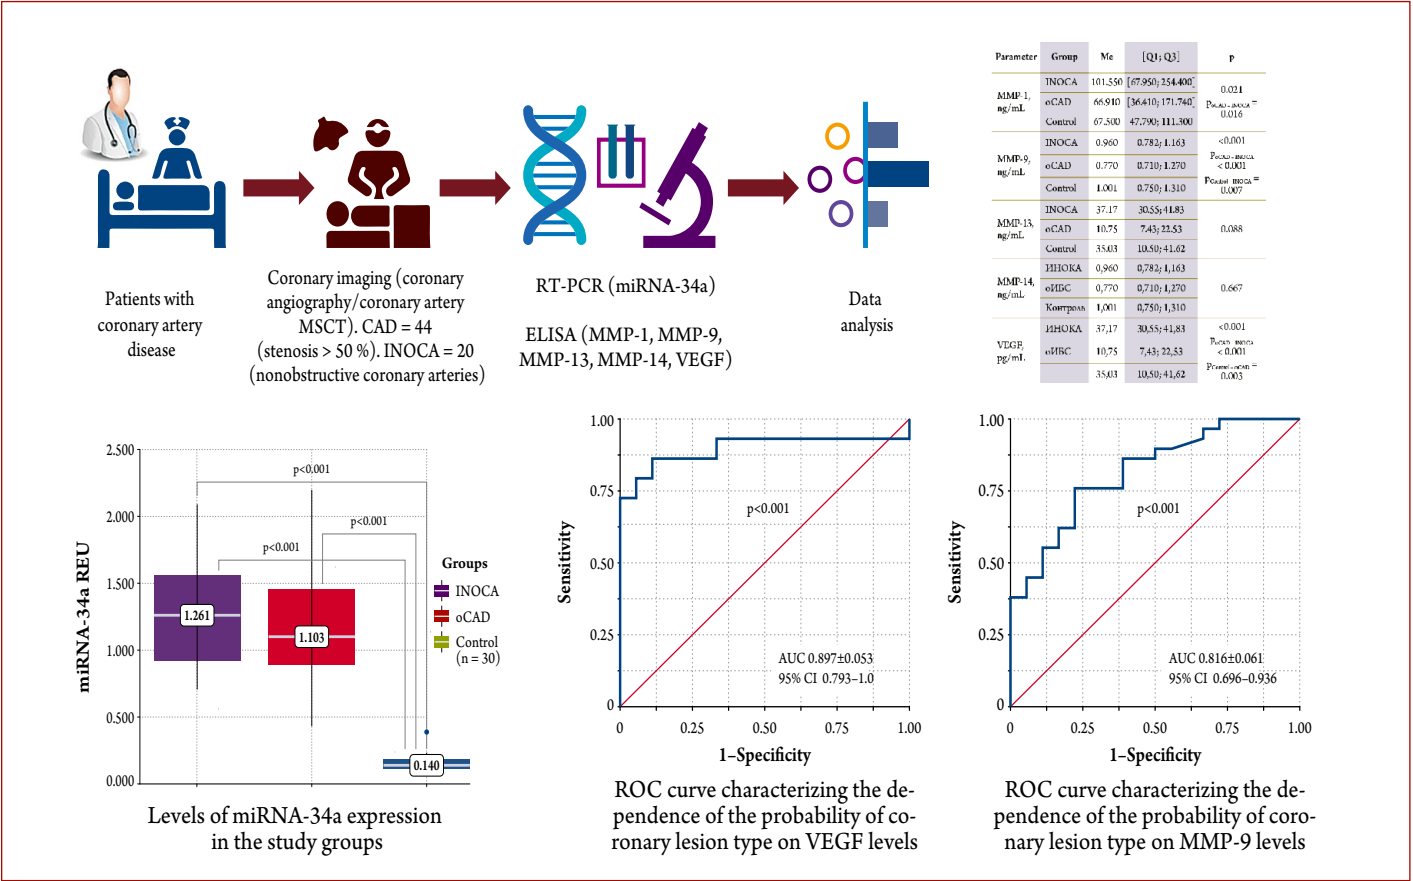 Patients with
coronary artery
disease
Coronary imaging (coronary
angiography/coronary artery
MSCT). CAD = 44
(stenosis > 50 %). INOCA = 20
(nonobstructive coronary arteries)
RT-PCR (miRNA-34a)
ELISA (MMP-1, MMP-9,
MMP-13, MMP-14, VEGF)
Data
analysis
Parameter Group Me [Q1; Q3] p
MMP-1, ng/mL
INOCA 101.550 [67.950; 254.400]
oCAD 66.910 [36.410; 171.740]
Control 67.500 47.790; 111.300
0.021
PoCAD – INOCA =
0.016
MMP-9, ng/mL
INOCA 0.960 0.782; 1.163
oCAD 0.770 0.710; 1.270
Control 1.001 0.750; 1.310
<0.001
PoCAD – INOCA
< 0.001
PControl – INOCA =
0.007
MMP-13, ng/mL
INOCA 37.17 30.55; 41.83
oCAD 10.75 7.43; 22.53
Control 35.03 10.50; 41.62
0.088
MMP-14, ng/mL
ИНОКА 0,960 0,782; 1,163
оИБС 0,770 0,710; 1,270
Контроль 1,001 0,750; 1,310
0.667
VEGF, pg/mL
ИНОКА 37,17 30,55; 41,83
оИБС 10,75 7,43; 22,53
35,03 10,50; 41,62
<0.001
PoCAD – INOCA
< 0.001
PControl – oCAD =
0.003
miRNA-34a REU
2.500
2.000
1.500
1.000
0.500
0.000
p<0.001
p<0.001
p<0.001
1.261
1.103
0.140
Groups
INOCA
oCAD
Control
(n = 30)
Levels of miRNA-34a expression
in the study groups
Sensitivity
1.00
0.75
0.50
0.25
0
p<0.001
AUC 0.897±0.053
95% CI 0.793–1.0
0 0.25 0.50 0.75 1.00
1–Specificity
ROC curve characterizing the de-
pendence of the probability of co-
ronary lesion type on VEGF levels
Sensitivity
1.00
0.75
0.50
0.25
0
p<0.001
AUC 0.816±0.061
95% CI 0.696–0.936
0 0.25 0.50 0.75 1.00
1–Specificity
ROC curve characterizing the de-
pendence of the probability of coro-
nary lesion type on MMP-9 levels